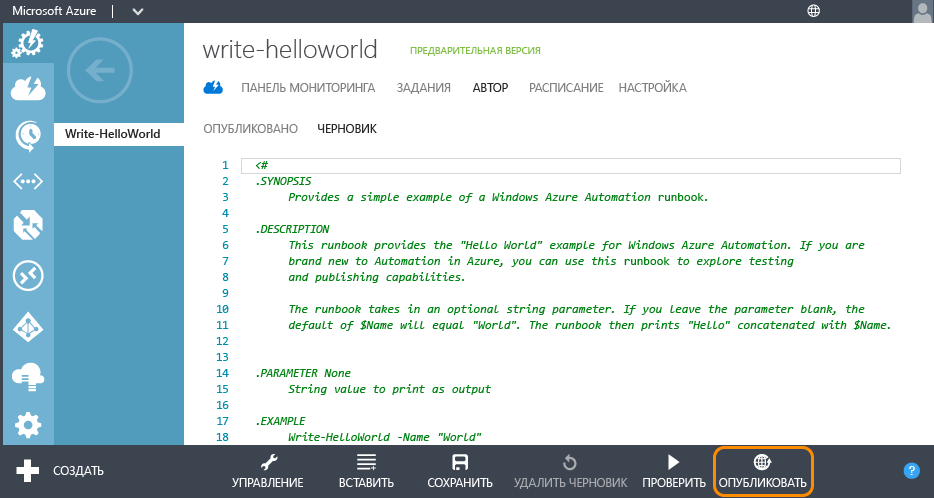 Microsoft Azure
write-helloworld ПРЕДВАРИТЕЛЬНАЯ ВЕРСИЯ
ПАНЕЛЬ МОНИТОРИНГА ЗАДАНИЯ АВТОР РАСПИСАНИЕ НАСТРОЙКА
Write-HelloWorld
ОПУБЛИКОВАНО ЧЕРНОВИК
1 <#
2 .SYNOPSIS
3 Provides a simple example of a Windows Azure Automation runbook.
4
5 .DESCRIPTION
6 This runbook provides the "Hello World" example for Windows Azure Automation. If you are
7 brand new to Automation in Azure, you can use this runbook to explore testing
8 and publishing capabilities.
9
10 The runbook takes in an optional string parameter. If you leave the parameter blank, the
11 default of $Name will equal "World". The runbook then prints "Hello" concatenated with $Name.
12
13
14 .PARAMETER None
15 String value to print as output
16
17 .EXAMPLE
18 Write-HelloWorld -Name "World"
СОЗДАТЬ УПРАВЛЕНИЕ ВСТАВИТЬ СОХРАНИТЬ УДАЛИТЬ ЧЕРНОВИК ПРОВЕРИТЬ ОПУБЛИКОВАТЬ ?